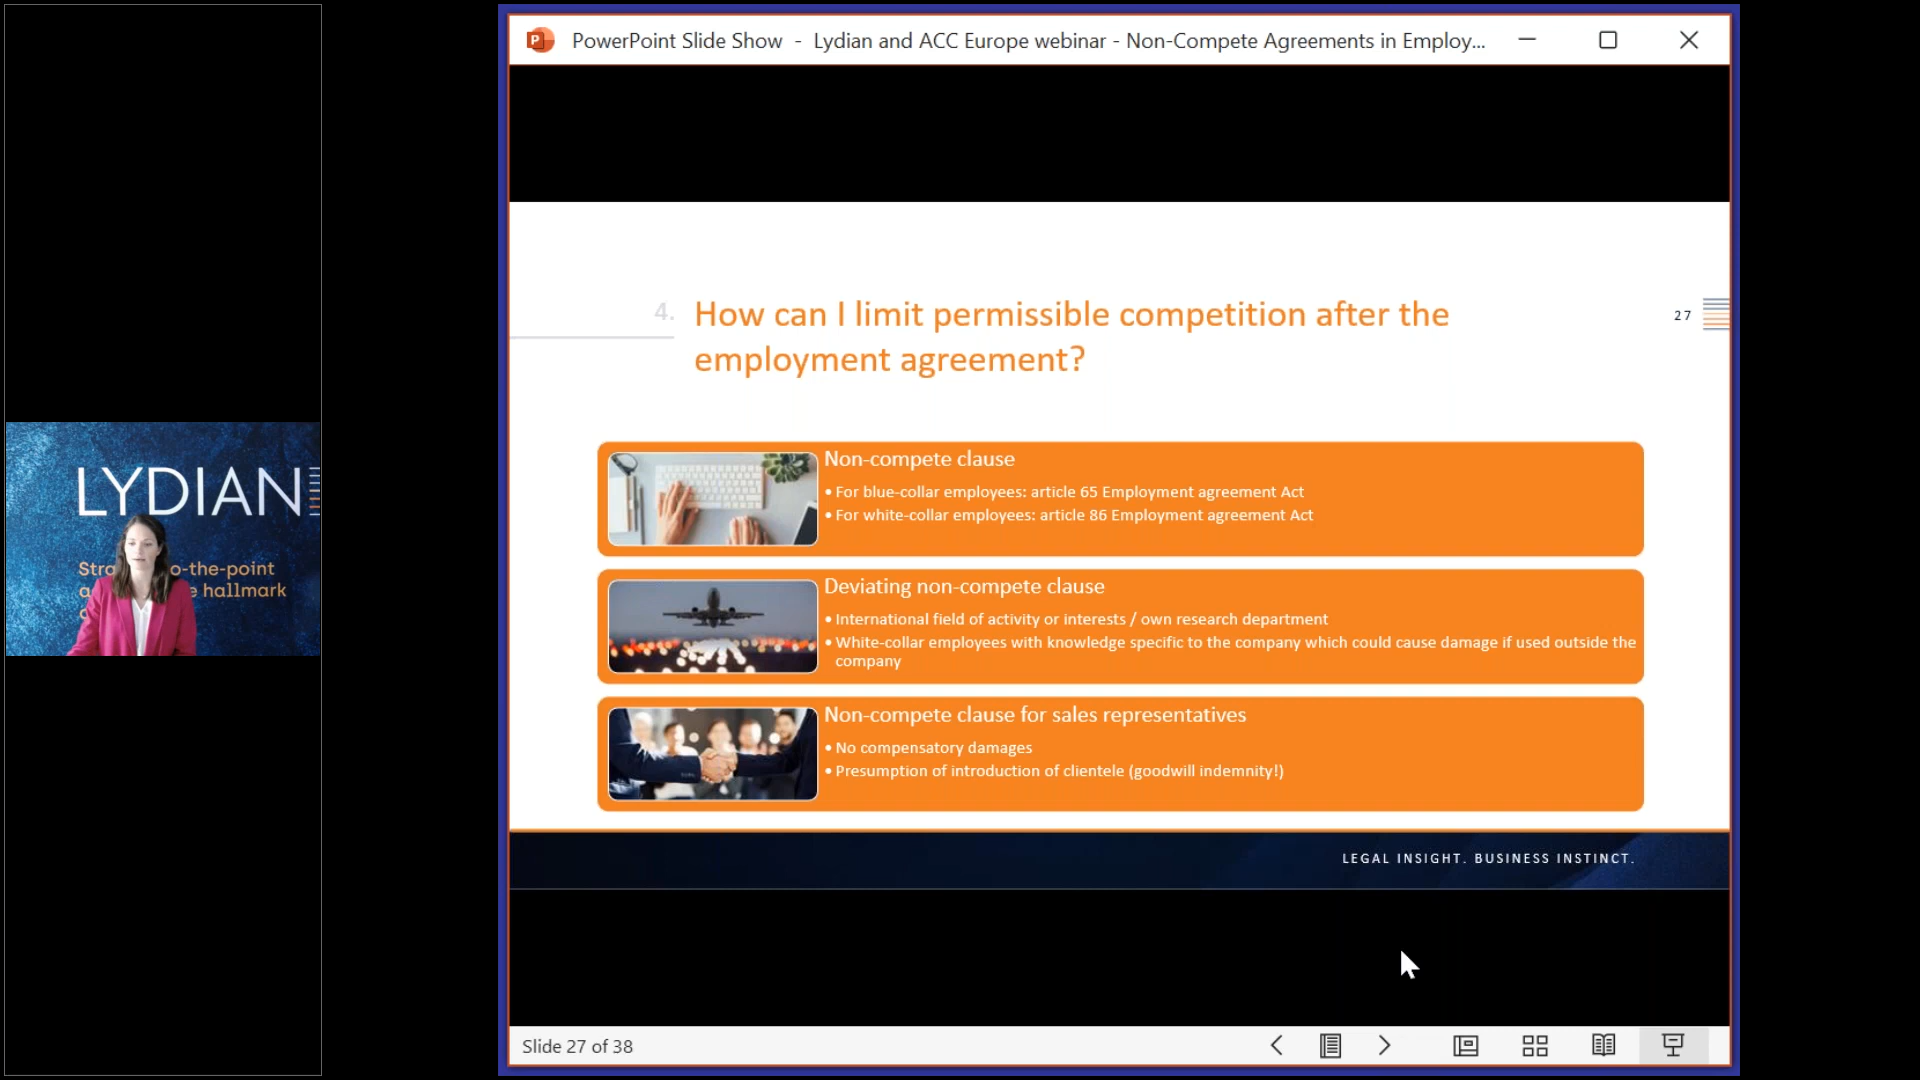 PowerPoint Slide Show - Lydian and ACC Europe webinar - Non-Compete Agreements in Employ...
4. How can I limit permissible competition after the
employment agreement?
27
Non-compete clause
• For blue-collar employees: article 65 Employment agreement Act
• For white-collar employees: article 86 Employment agreement Act
Deviating non-compete clause
• International field of activity or interests / own research department
• White-collar employees with knowledge specific to the company which could cause damage if used outside the
company
Non-compete clause for sales representatives
• No compensatory damages
• Presumption of introduction of clientele (goodwill indemnity!)
LEGAL INSIGHT. BUSINESS INSTINCT.
Slide 27 of 38
LYDIAN
o-the-point
hallmark